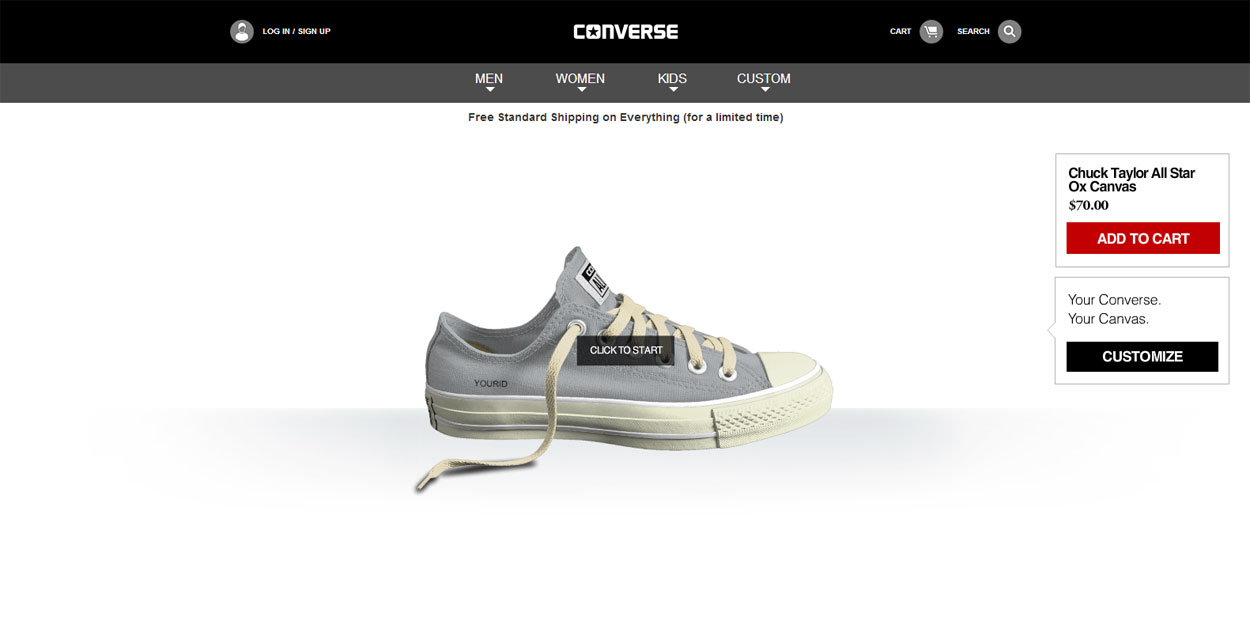 LOG IN / SIGN UP
CONVERSE
CART
SEARCH
MEN
WOMEN
KIDS
CUSTOM
Free Standard Shipping on Everything (for a limited time)
Chuck Taylor All Star
Ox Canvas
$70.00
ADD TO CART
Your Converse.
Your Canvas.
CUSTOMIZE
CLICK TO START
YOURID